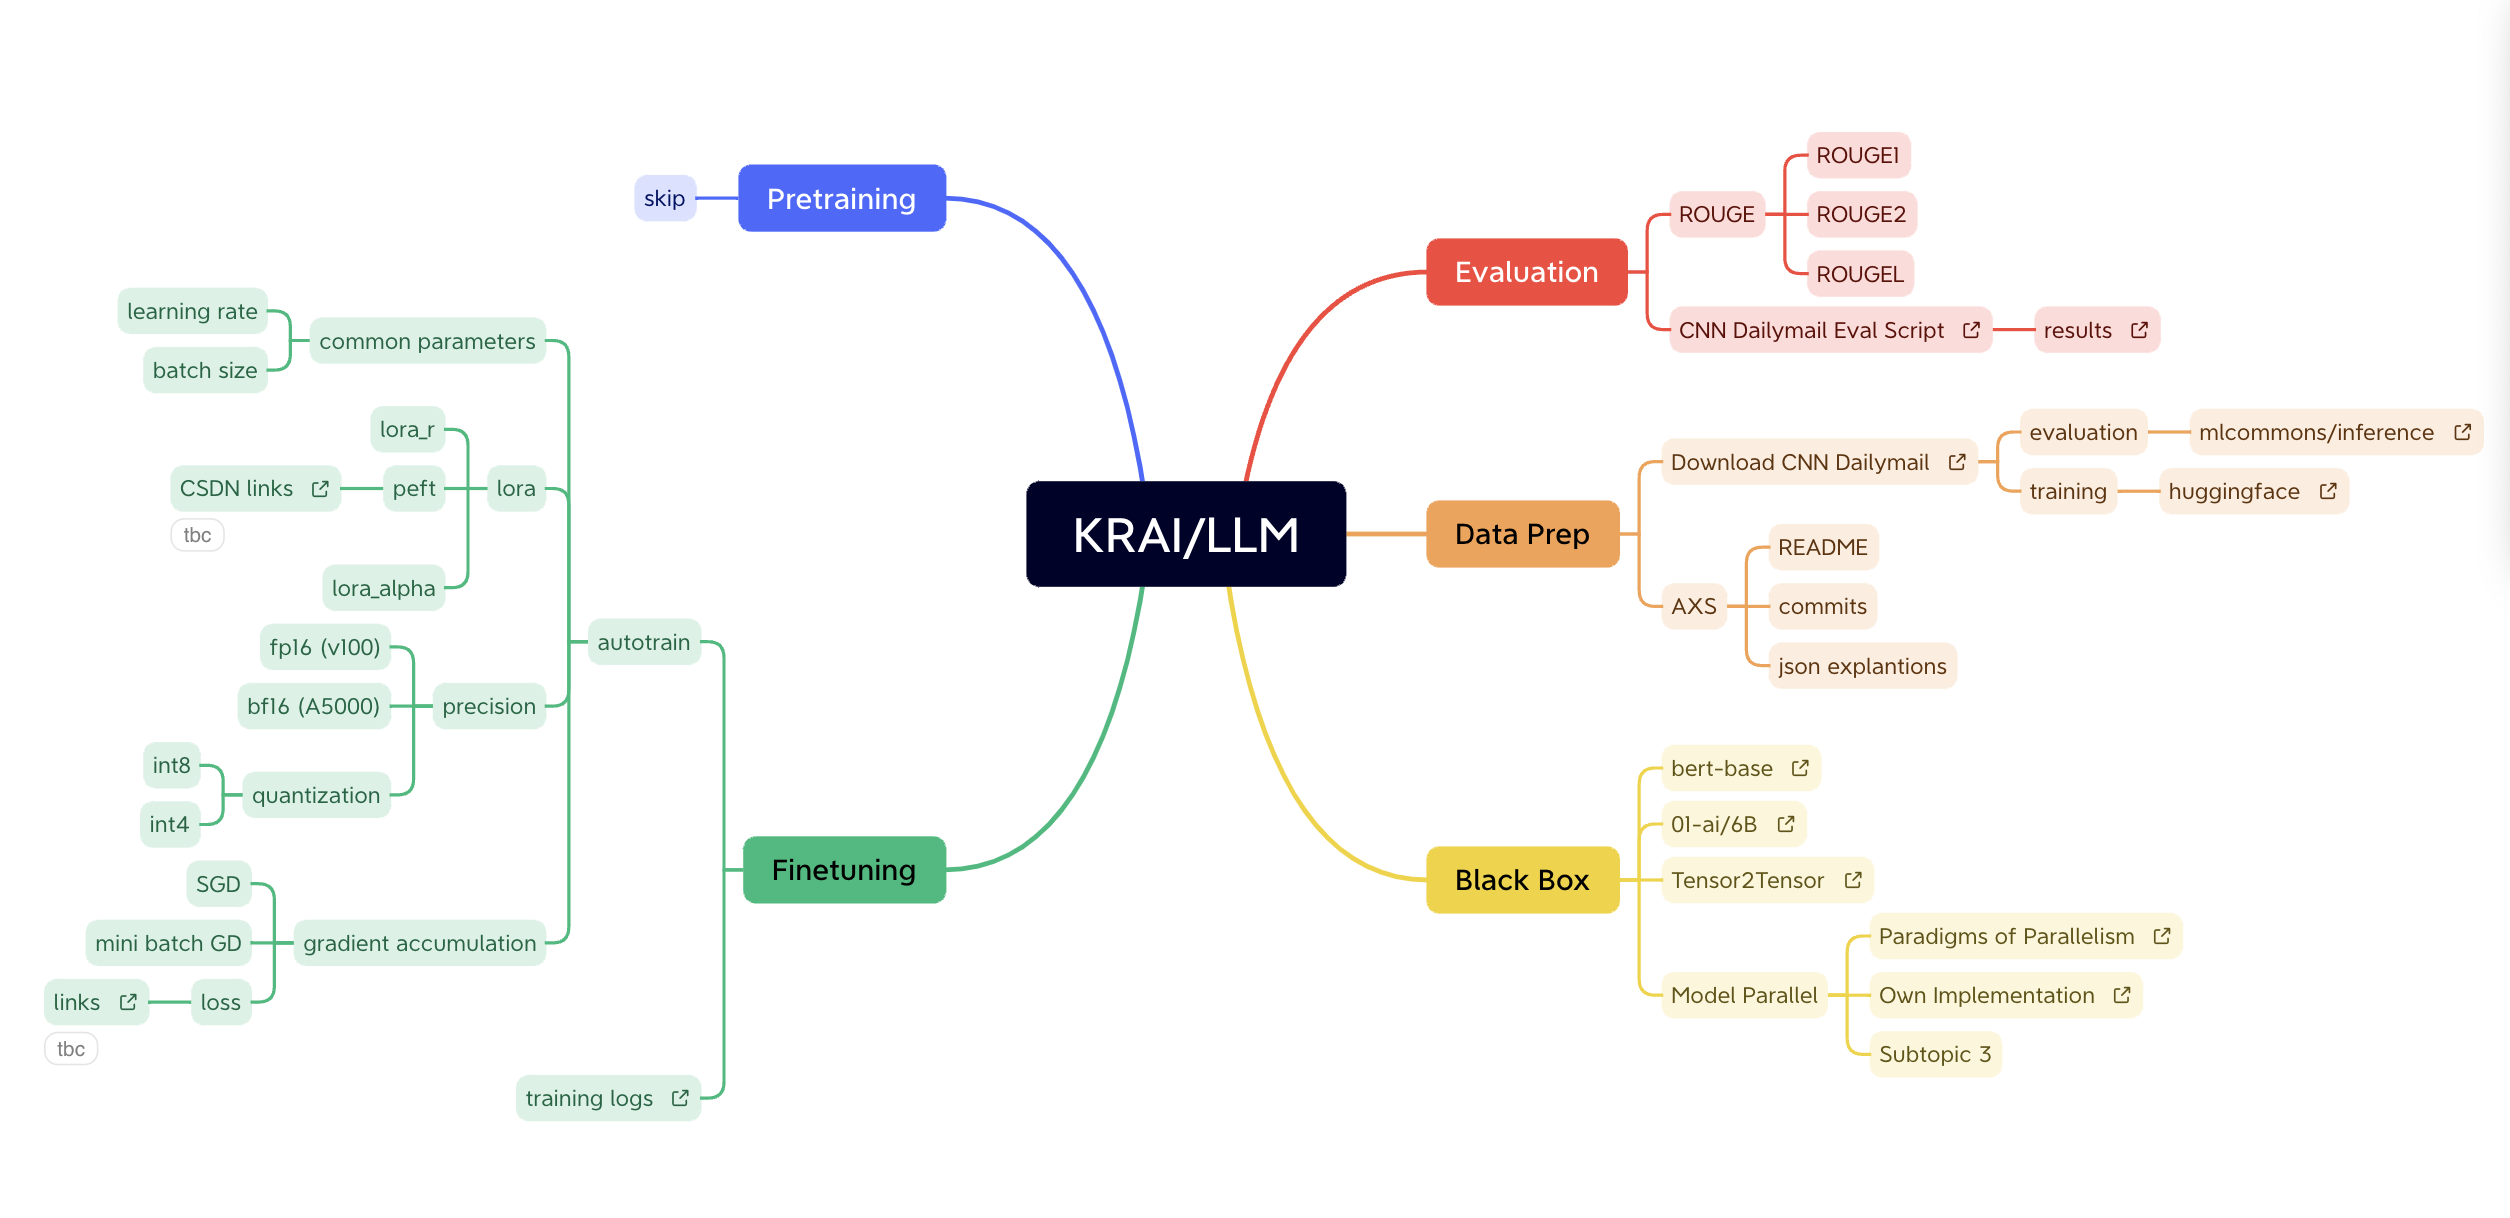 KRAI/LLM
Pretraining
skip
Evaluation
ROUGE
ROUGE1
ROUGE2
ROUGEL
CNN Dailymail Eval Script
results
Data Prep
Download CNN Dailymail
evaluation
mlcommons/inference
training
huggingface
AXS
README
commits
json explantions
Black Box
bert-base
01-ai/6B
Tensor2Tensor
Model Parallel
Paradigms of Parallelism
Own Implementation
Subtopic 3
Finetuning
autotrain
common parameters
learning rate
batch size
lora
lora_r
peft
CSDN links
tbc
lora_alpha
precision
fp16 (v100)
bf16 (A5000)
quantization
int8
int4
gradient accumulation
SGD
mini batch GD
loss
links
tbc
training logs